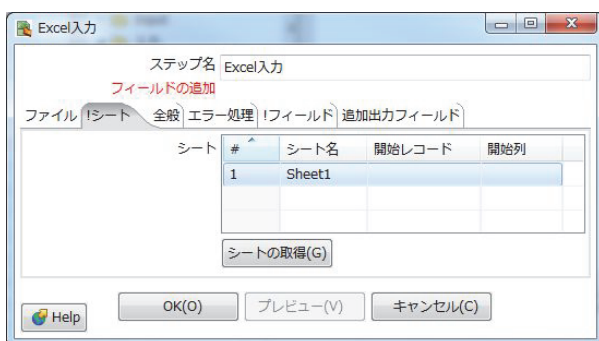 Excel入力
ステップ名 Excel入力
フィールドの追加
ファイル !シート 全般 エラー処理 !フィールド 追加出力フィールド
シート # シート名 開始レコード 開始列
1 Sheet1
シートの取得(G)
Help OK(O) プレビュー(V) キャンセル(C)